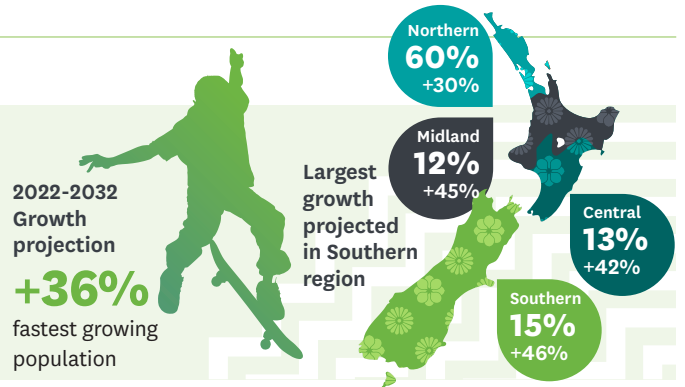 Northern
60%
+30%
Midland
12%
+45%
Largest
growth
projected
in Southern
region
2022-2032
Growth
projection
+36%
fastest growing
population
Central
13%
+42%
Southern
15%
+46%